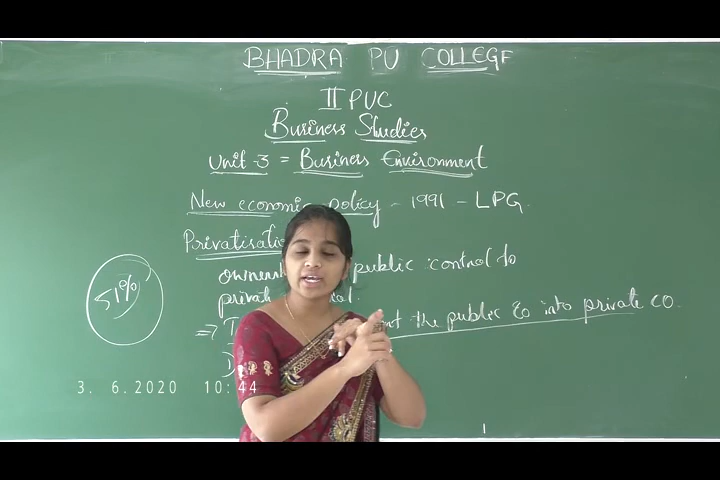 BHADRA PU COLLEGE
II PUC
Business Studies
Unit-3 = Business Environment
New economic policy - 1991 - LPG
Privatisati
51%
public control to
the public Co into private co.
3. 6.2020 10:44